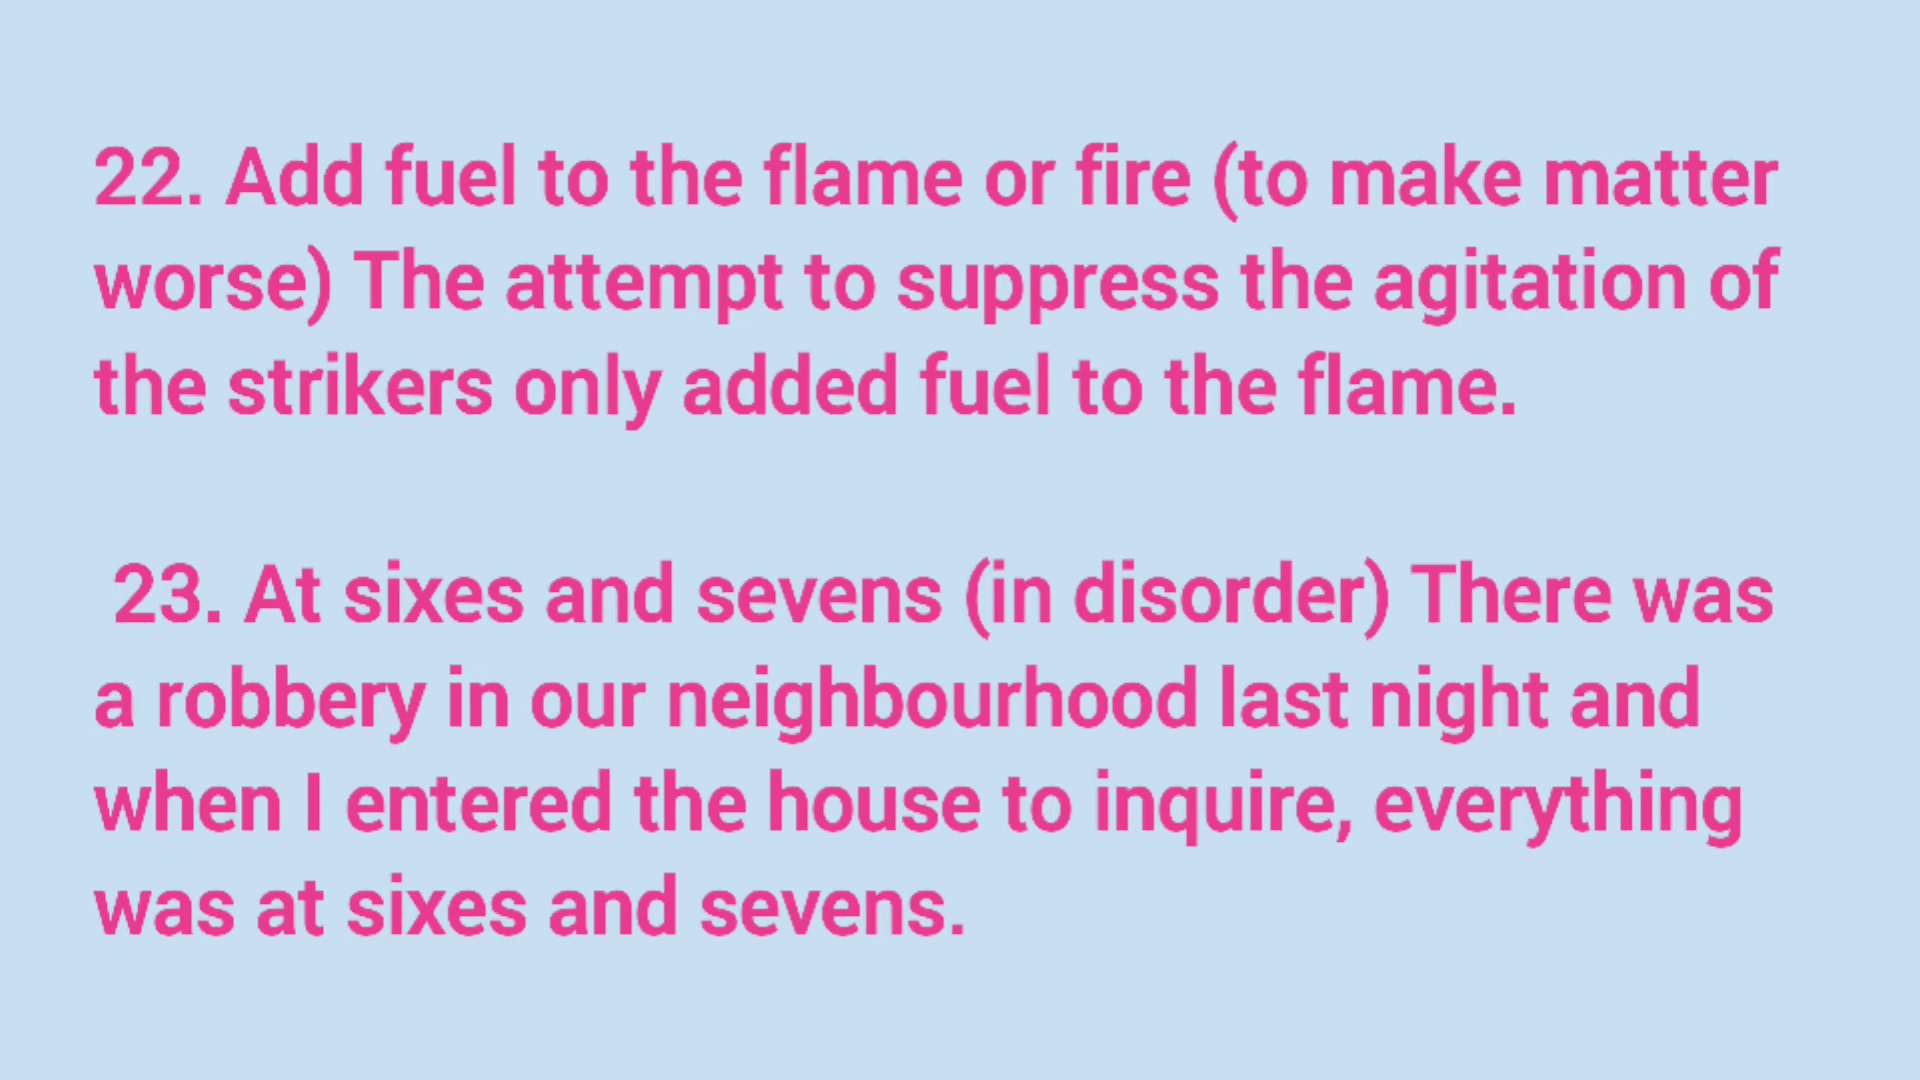 22. Add fuel to the flame or fire (to make matter
worse) The attempt to suppress the agitation of
the strikers only added fuel to the flame.
23. At sixes and sevens (in disorder) There was
a robbery in our neighbourhood last night and
when I entered the house to inquire, everything
was at sixes and sevens.